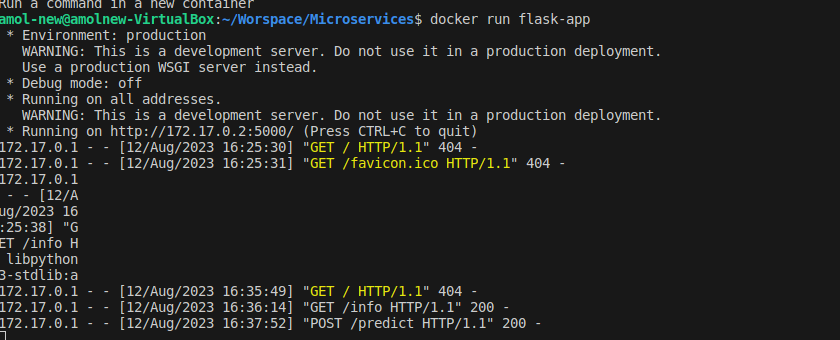 Run a command in a new container
amol-new@amolnew-VirtualBox:~/Worspace/Microservices$ docker run flask-app
 * Environment: production
   WARNING: This is a development server. Do not use it in a production deployment.
   Use a production WSGI server instead.
 * Debug mode: off
 * Running on all addresses.
   WARNING: This is a development server. Do not use it in a production deployment.
 * Running on http://172.17.0.2:5000/ (Press CTRL+C to quit)
172.17.0.1 - - [12/Aug/2023 16:25:30] "GET / HTTP/1.1" 404 -
172.17.0.1 - - [12/Aug/2023 16:25:31] "GET /favicon.ico HTTP/1.1" 404 -
172.17.0.1
 - - [12/A
ug/2023 16
:25:38] "G
ET /info H
 libpython
3-stdlib:a
172.17.0.1 - - [12/Aug/2023 16:35:49] "GET / HTTP/1.1" 404 -
172.17.0.1 - - [12/Aug/2023 16:36:14] "GET /info HTTP/1.1" 200 -
172.17.0.1 - - [12/Aug/2023 16:37:52] "POST /predict HTTP/1.1" 200 -